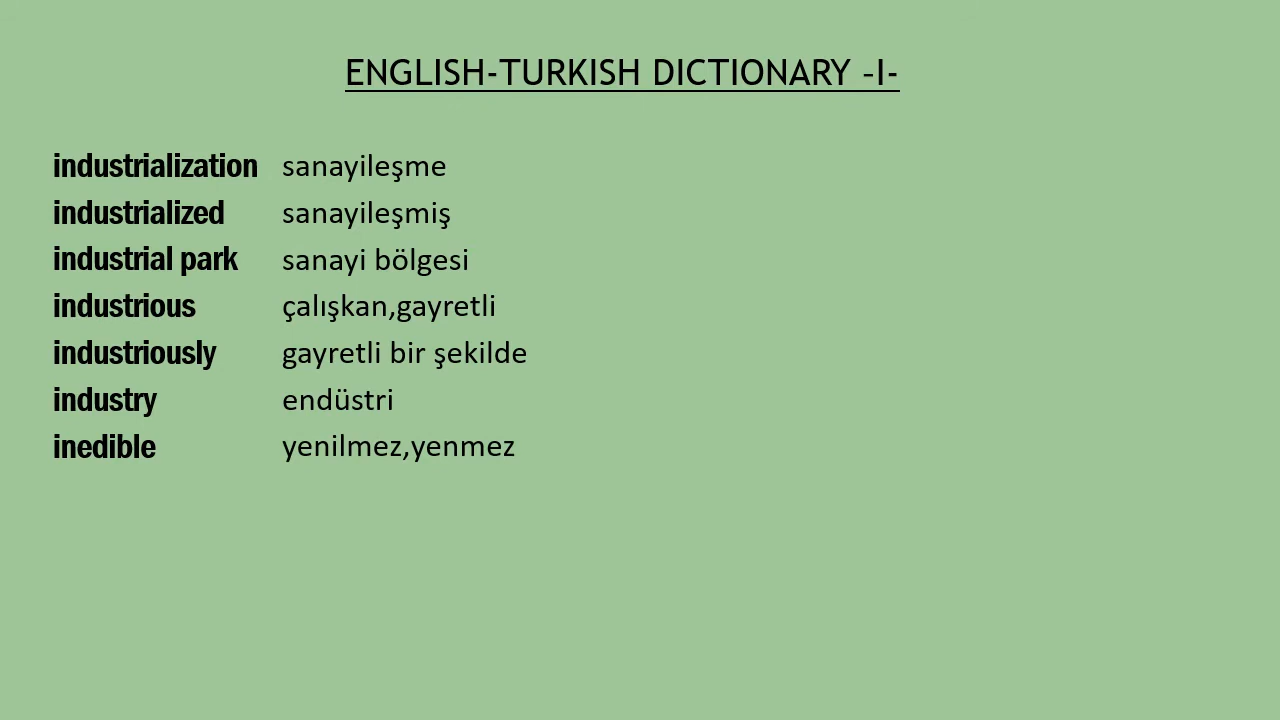 ENGLISH-TURKISH DICTIONARY –I-
industrialization sanayileşme
industrialized sanayileşmiş
industrial park sanayi bölgesi
industrious çalışkan,gayretli
industriously gayretli bir şekilde
industry endüstri
inedible yenilmez,yenmez